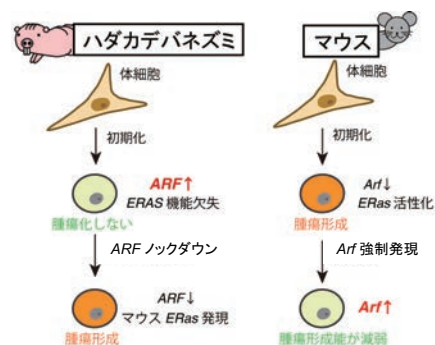 ハダカデバネズミ
体細胞
初期化
ARF↑
ERAS 機能欠失
腫瘍化しない
ARF ノックダウン
ARF↓
マウス ERas 発現
腫瘍形成
マウス
体細胞
初期化
Arf↓
ERas 活性化
腫瘍形成
Arf 強制発現
Arf↑
腫瘍形成能が減弱